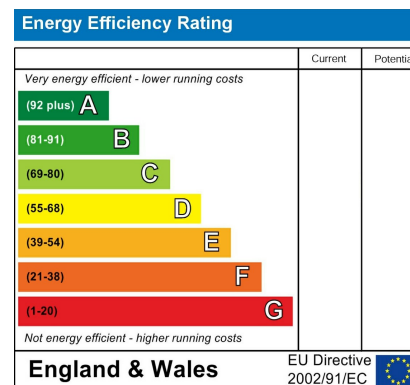 Energy Efficiency Rating
Current Potentia
Very energy efficient - lower running costs
(92 plus) A
(81-91) B
(69-80) C
(55-68) D
(39-54) E
(21-38) F
(1-20) G
Not energy efficient - higher running costs
England & Wales
EU Directive
2002/91/EC